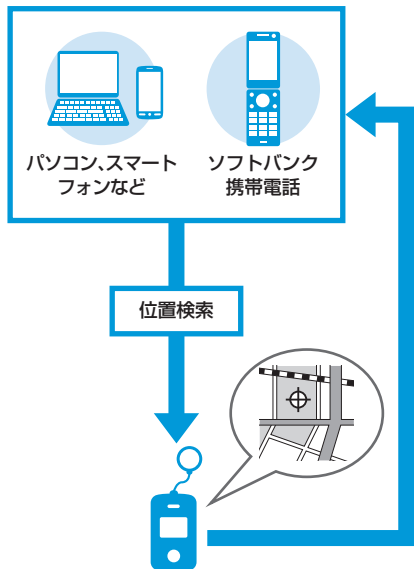 パソコン、スマート
フォンなど
ソフトバンク
携帯電話
位置検索